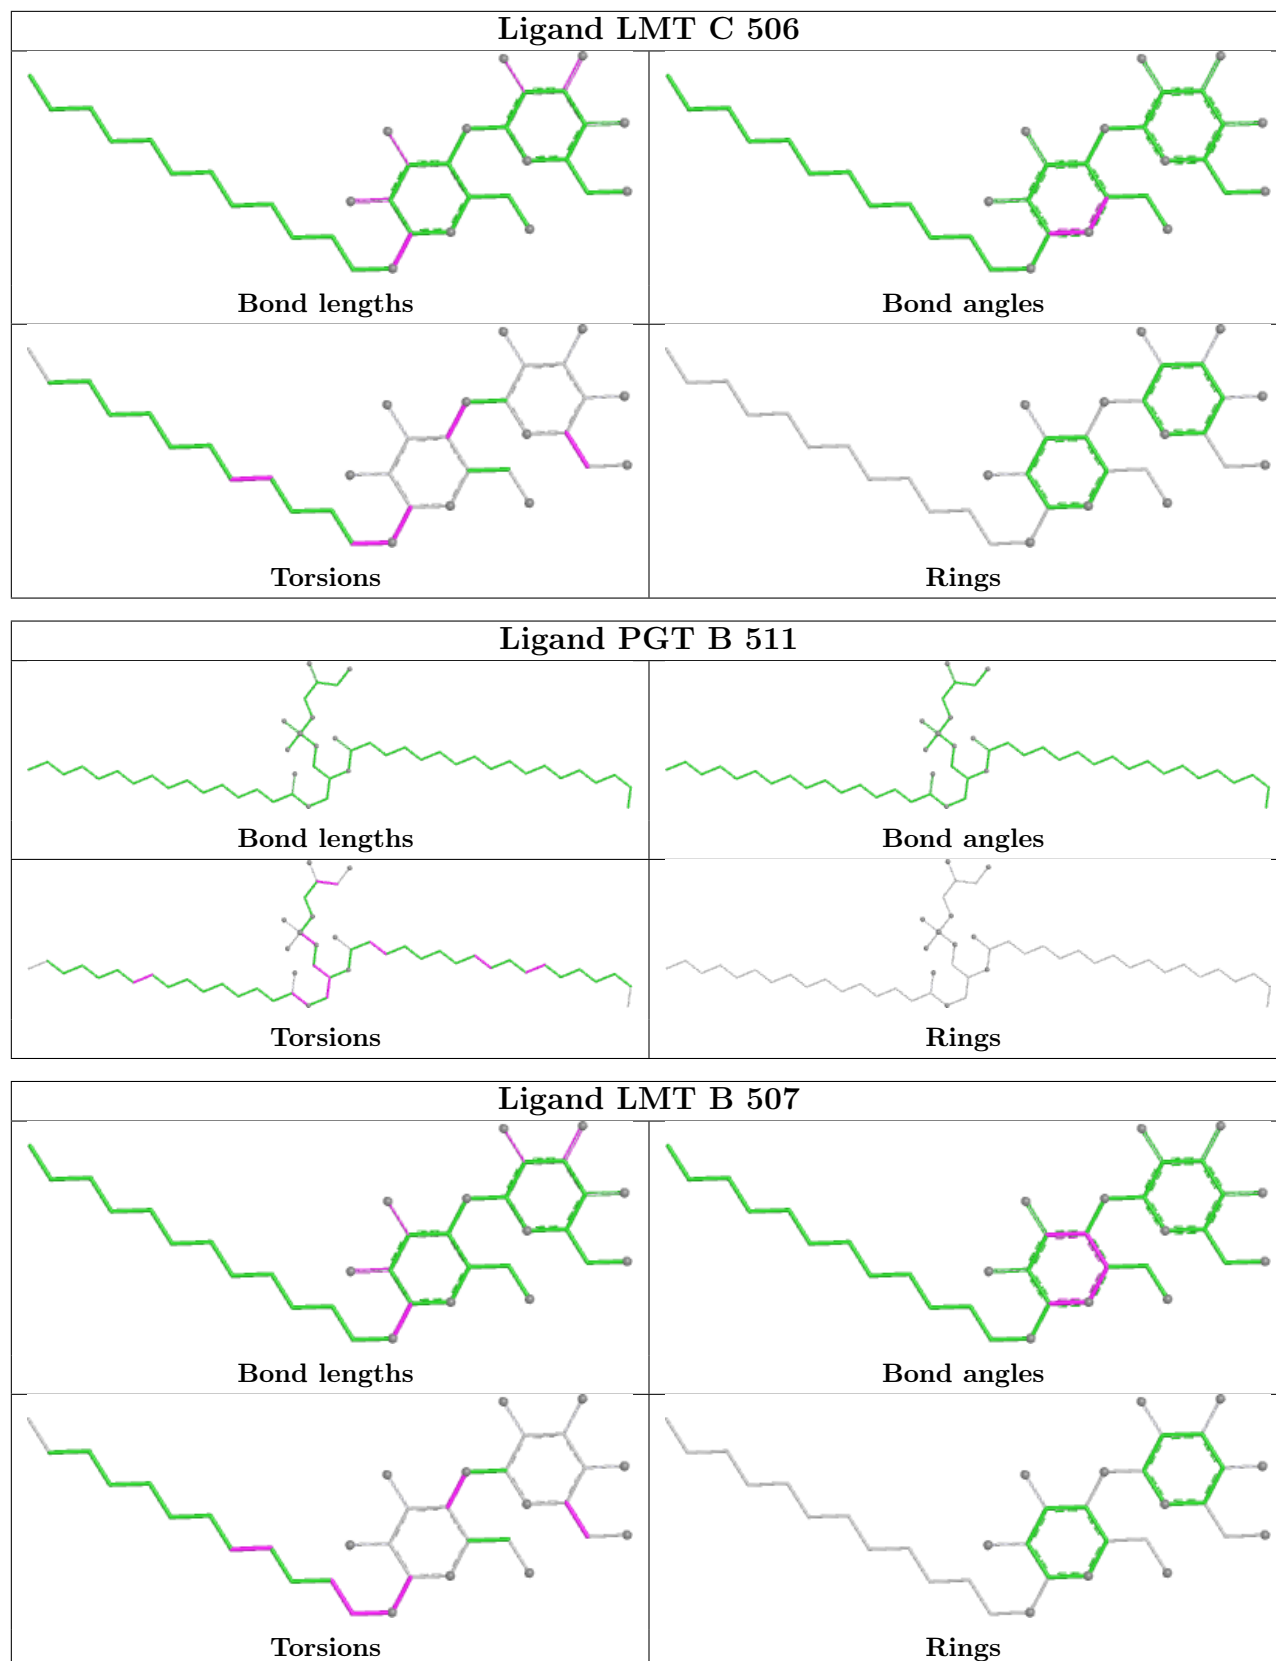 Ligand LMT C 506
Bond lengths
Bond angles
Torsions
Rings
Ligand PGT B 511
Bond lengths
Bond angles
Torsions
Rings
Ligand LMT B 507
Bond lengths
Bond angles
Torsions
Rings